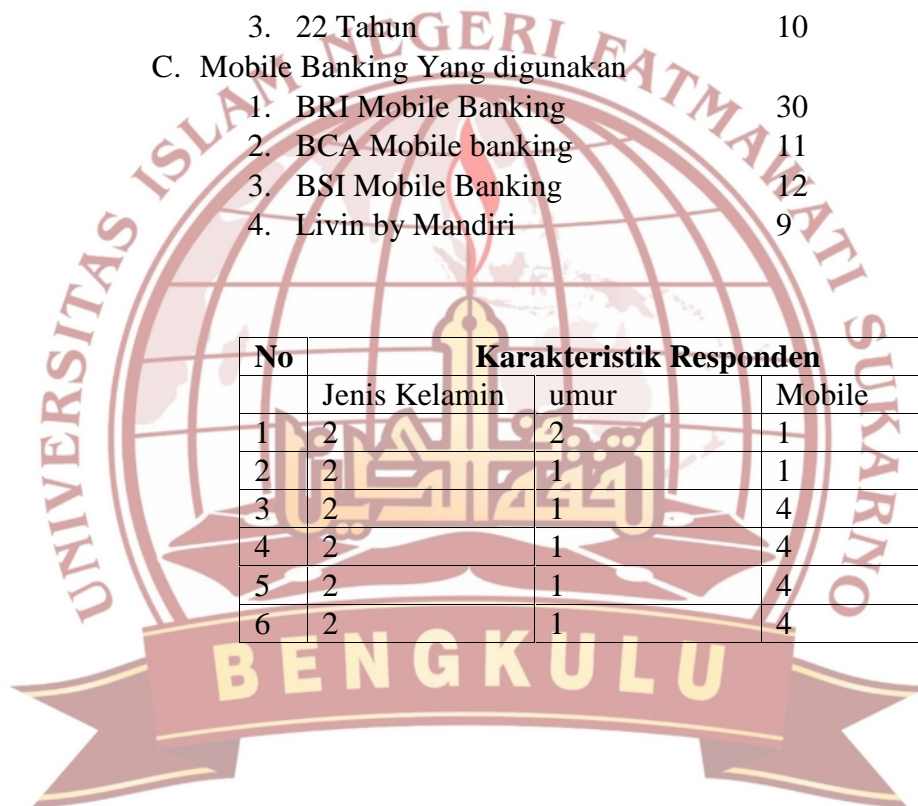 3. 22 Tahun 10
C. Mobile Banking Yang digunakan
1. BRI Mobile Banking 30
2. BCA Mobile banking 11
3. BSI Mobile Banking 12
4. Livin by Mandiri 9
No Karakteristik Responden
Jenis Kelamin umur Mobile
1 2 2 1
2 2 1 1
3 2 1 4
4 2 1 4
5 2 1 4
6 2 1 4
UNIVERSITAS ISLAM NEGERI FATMAWATI SUKARNO
BENGKULU